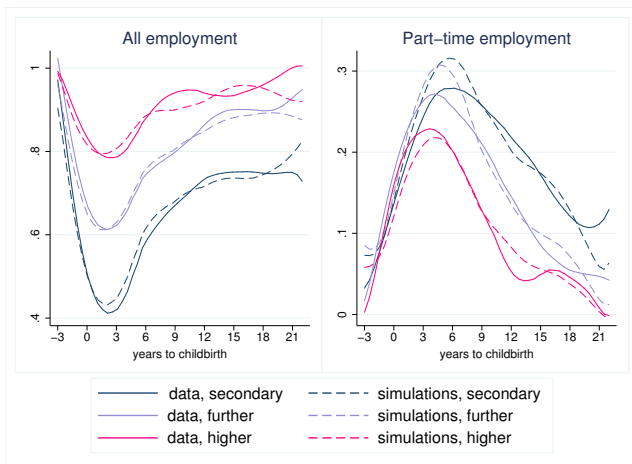 All employment
Part−time employment
1
.8
.6
.4
−3 0 3 6 9 12 15 18 21
years to childbirth
.3
.2
.1
0
−3 0 3 6 9 12 15 18 21
years to childbirth
data, secondary
simulations, secondary
data, further
simulations, further
data, higher
simulations, higher